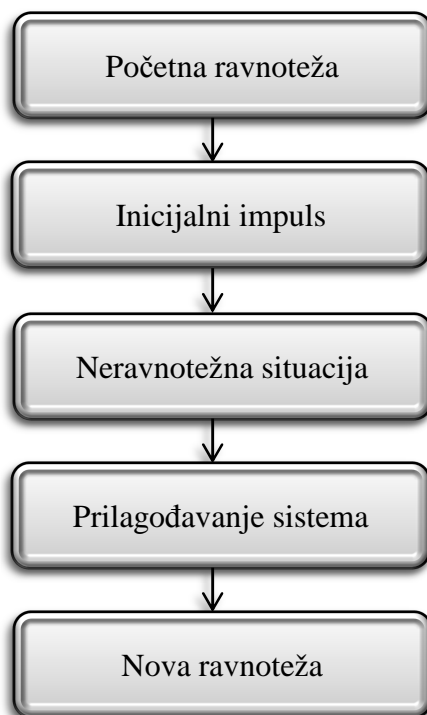 Početna ravnoteža
Inicijalni impuls
Neravnotežna situacija
Prilagođavanje sistema
Nova ravnoteža